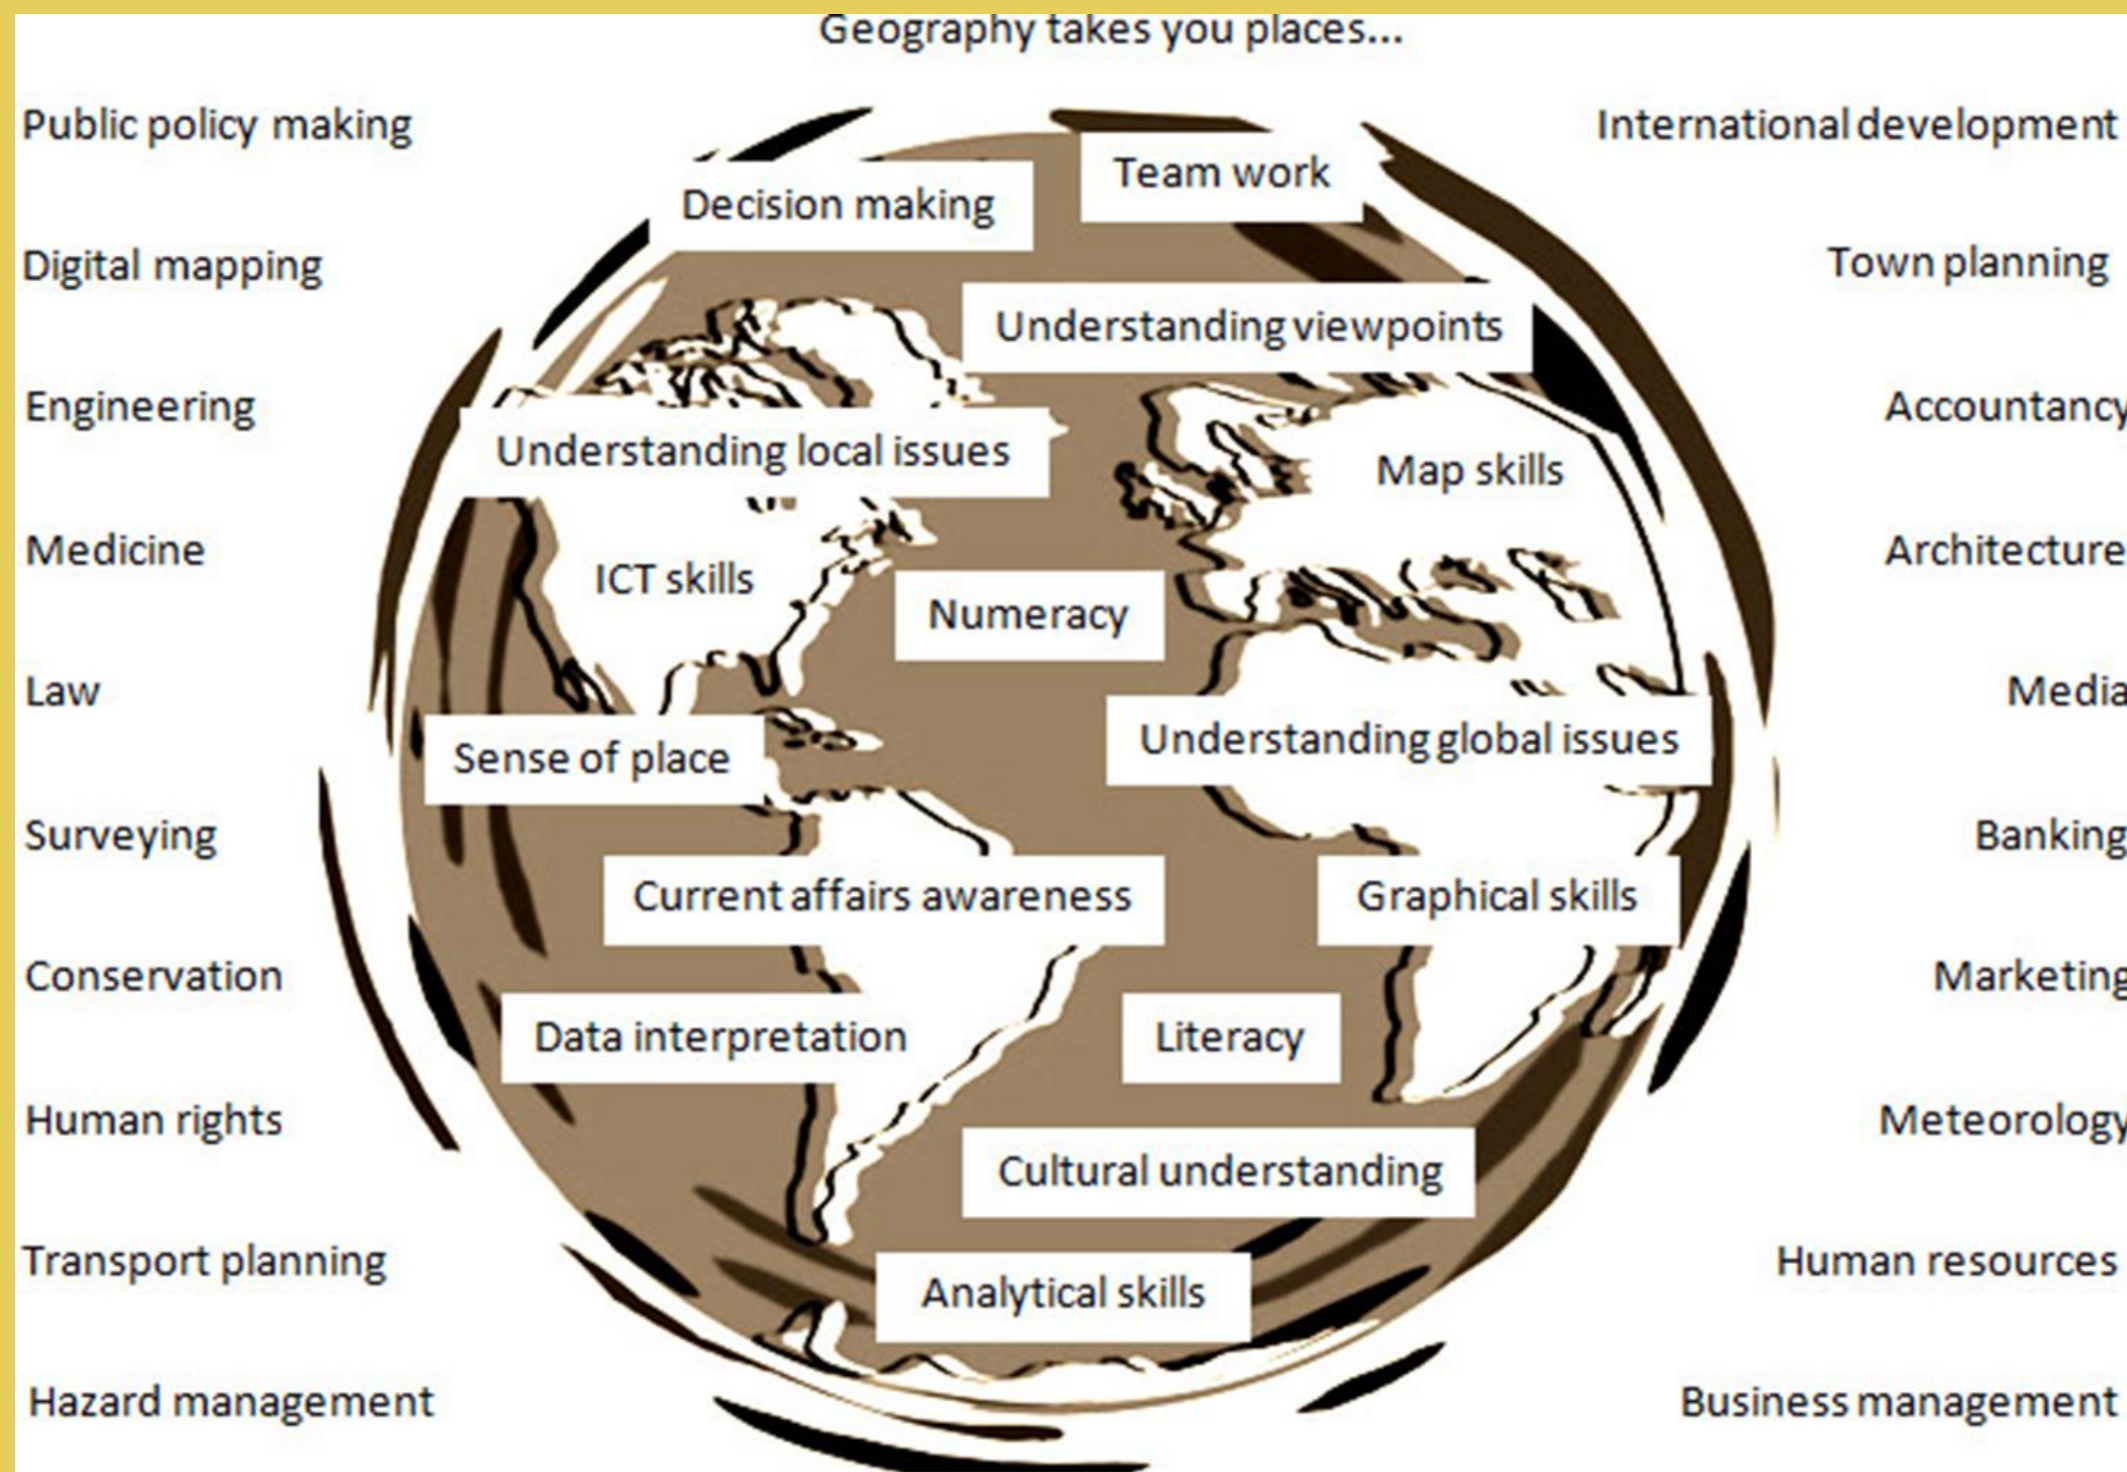 Geography takes you places...
Public policy making
International development
Team work
Decision making
Digital mapping
Town planning
Understanding viewpoints
Engineering
Accountancy
Understanding local issues
Map skills
Medicine
Architecture
ICT skills
Numeracy
Law
Media
Sense of place
Understanding global issues
Surveying
Banking
Current affairs awareness
Graphical skills
Conservation
Marketing
Data interpretation
Literacy
Human rights
Meteorology
Cultural understanding
Transport planning
Human resources
Analytical skills
Hazard management
Business management